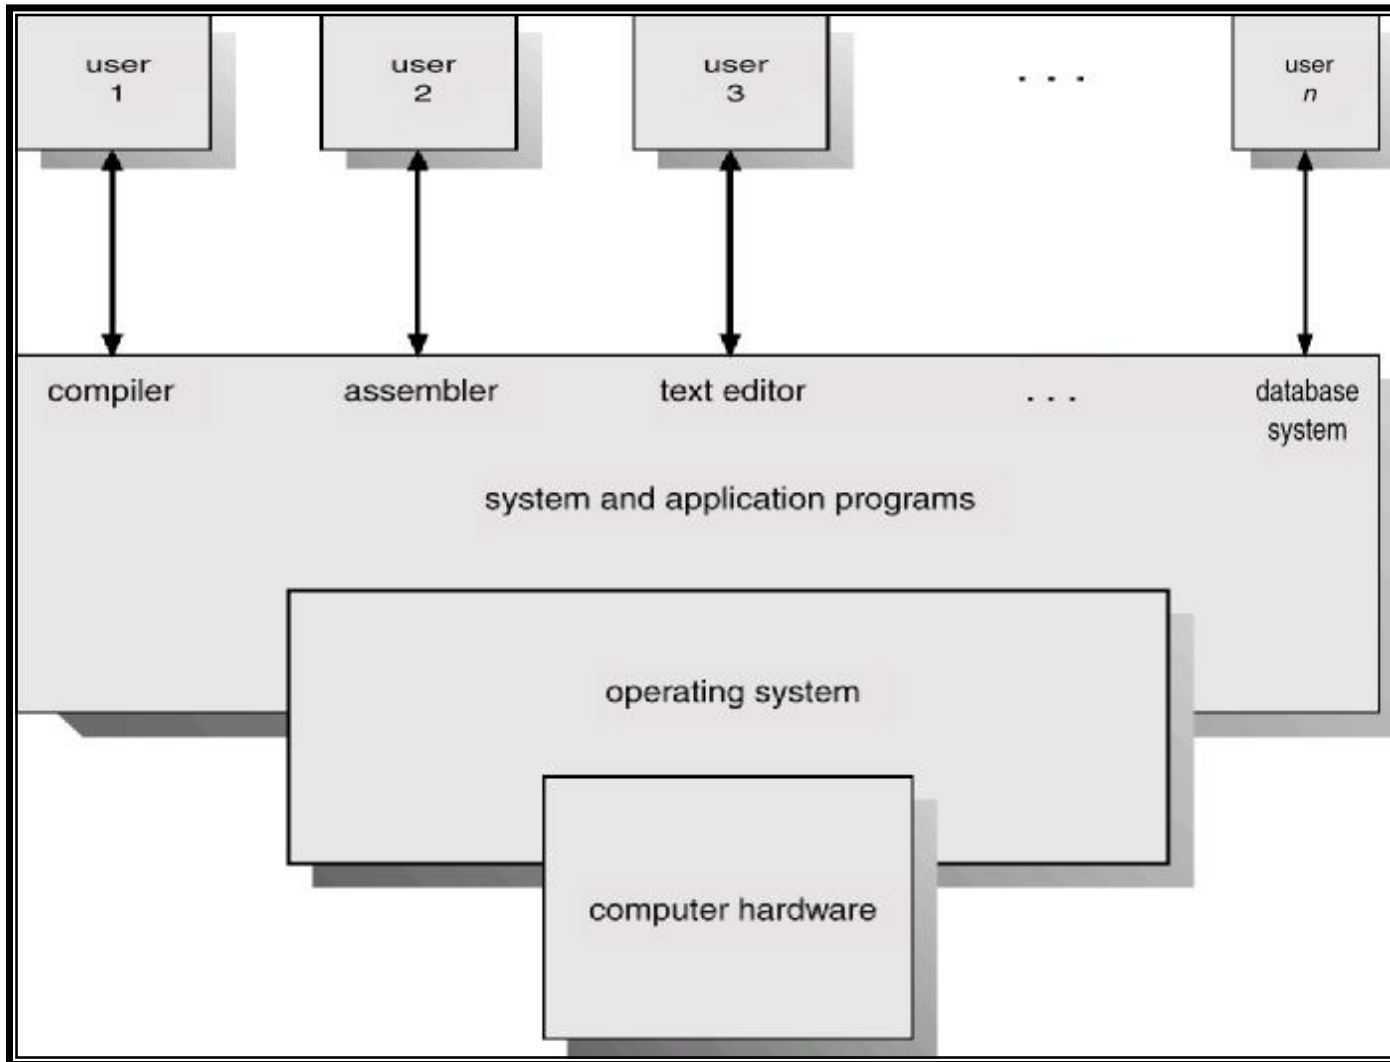 user
1
user
2
user
3
. . .
user
n
compiler
assembler
text editor
. . .
database
system
system and application programs
operating system
computer hardware